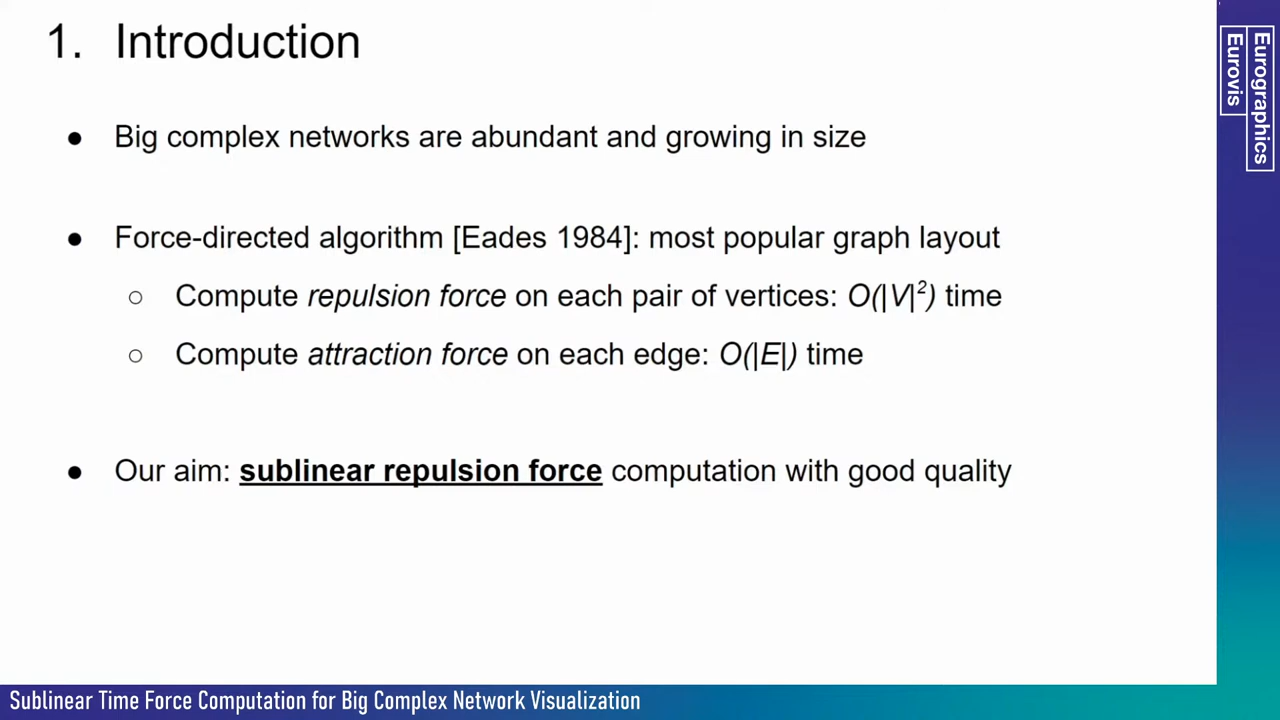 1. Introduction
● Big complex networks are abundant and growing in size
● Force-directed algorithm [Eades 1984]: most popular graph layout
○ Compute repulsion force on each pair of vertices: O(|V|²) time
○ Compute attraction force on each edge: O(|E|) time
● Our aim: sublinear repulsion force computation with good quality
Eurographics
Eurovis
Sublinear Time Force Computation for Big Complex Network Visualization